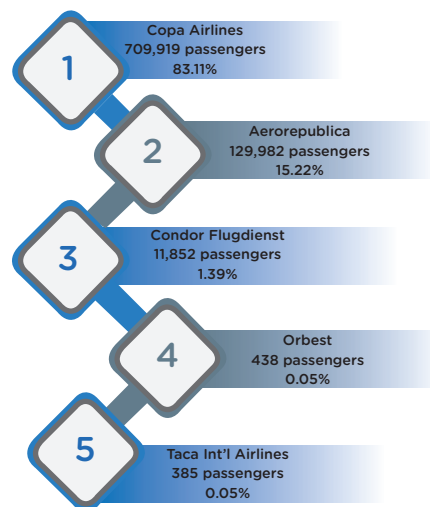 1
Copa Airlines
709,919 passengers
83.11%
2
Aerorepublica
129,982 passengers
15.22%
3
Condor Flugdienst
11,852 passengers
1.39%
4
Orbest
438 passengers
0.05%
5
Taca Int'l Airlines
385 passengers
0.05%